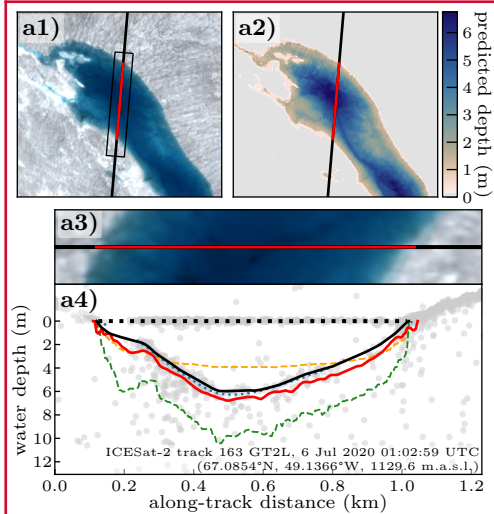 a1)
a2)
6
5
4
3
2
1
0
predicted depth (m)
a3)
a4)
0
2
4
6
8
10
12
water depth (m)
ICESat-2 track 163 GT2L, 6 Jul 2020 01:02:59 UTC
(67.0854°N, 49.1366°W, 1129.6 m.a.s.l.)
0.0 0.2 0.4 0.6 0.8 1.0 1.2
along-track distance (km)